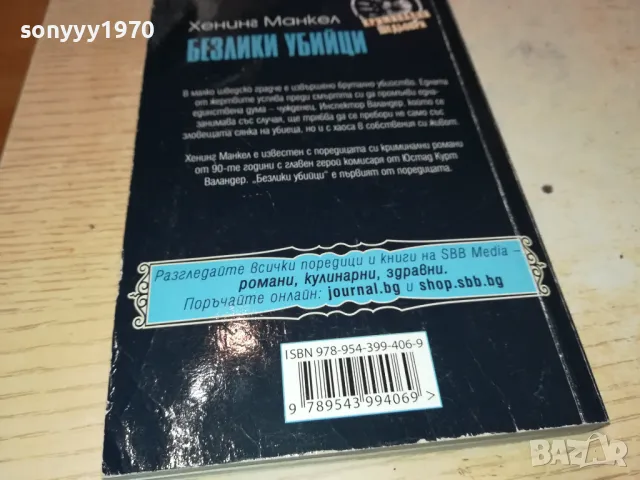 sonyyy1970
Хенинг Манкел
БЕЗЛИКИ УБИЙЦИ
В малко шведско градче е извършено брутално убийство. Едната
от жертвите успява преди смъртта си да промълви една-
единствена дума – чужденец. Инспектор Валандер, който се
занимава със случая, ще трябва да се пребори не само със
зловещата сянка на убиеца, но и с хаоса в собствения си живот.
Хенинг Манкел е известен с поредицата си криминални романи
от 90-те години с главен герой комисаря от Юстад Курт
Валандер. „Безлики убийци“ е първият от поредицата.
Разгледайте всички поредици и книги на SBB Media –
романи, кулинарни, здравни.
Поръчайте онлайн: journal.bg и shop.sbb.bg
ISBN 978-954-399-406-9
9 789543 994069 >
BAZAR